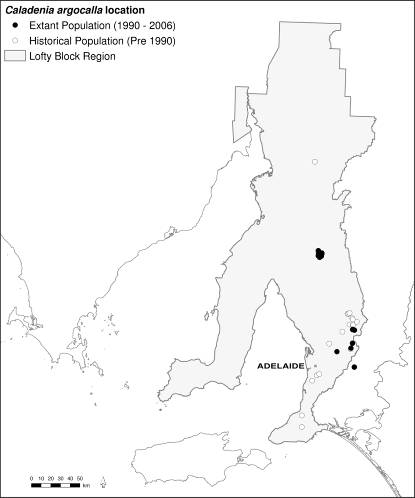 Caladenia argocalla location
Extant Population (1990 - 2006)
Historical Population (Pre 1990)
Lofty Block Region
ADELAIDE
0 10 20 30 40 50
km